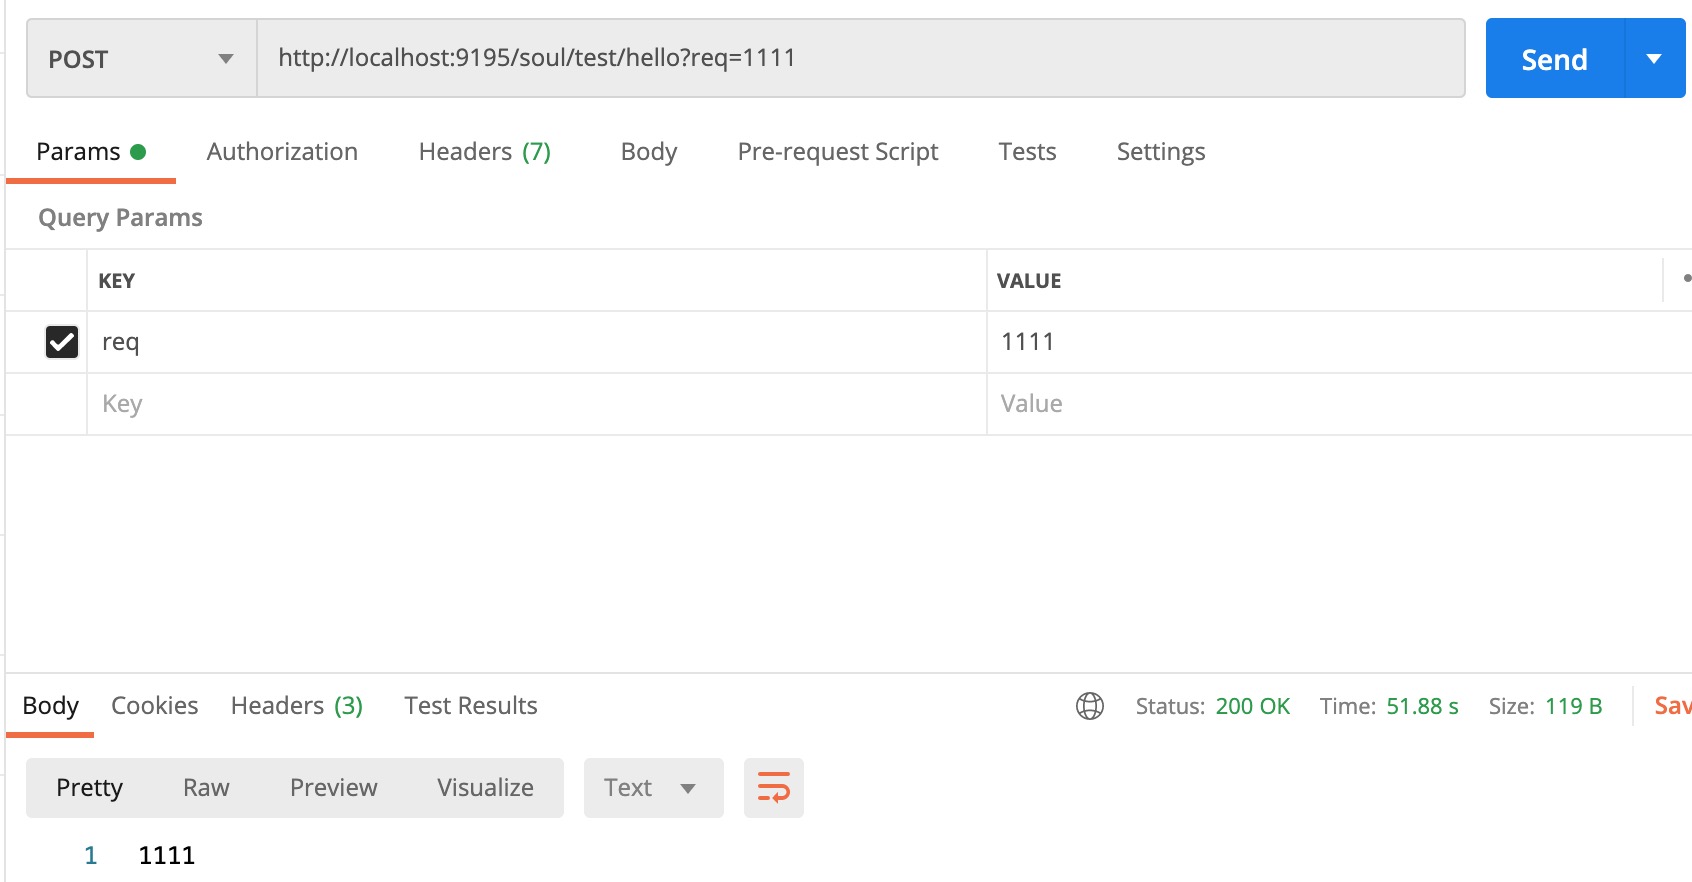 POST http://localhost:9195/soul/test/hello?req=1111 Send
Params Authorization Headers (7) Body Pre-request Script Tests Settings
Query Params
KEY VALUE
req 1111
Key Value
Body Cookies Headers (3) Test Results Status: 200 OK Time: 51.88 s Size: 119 B Sav
Pretty Raw Preview Visualize Text
1 1111